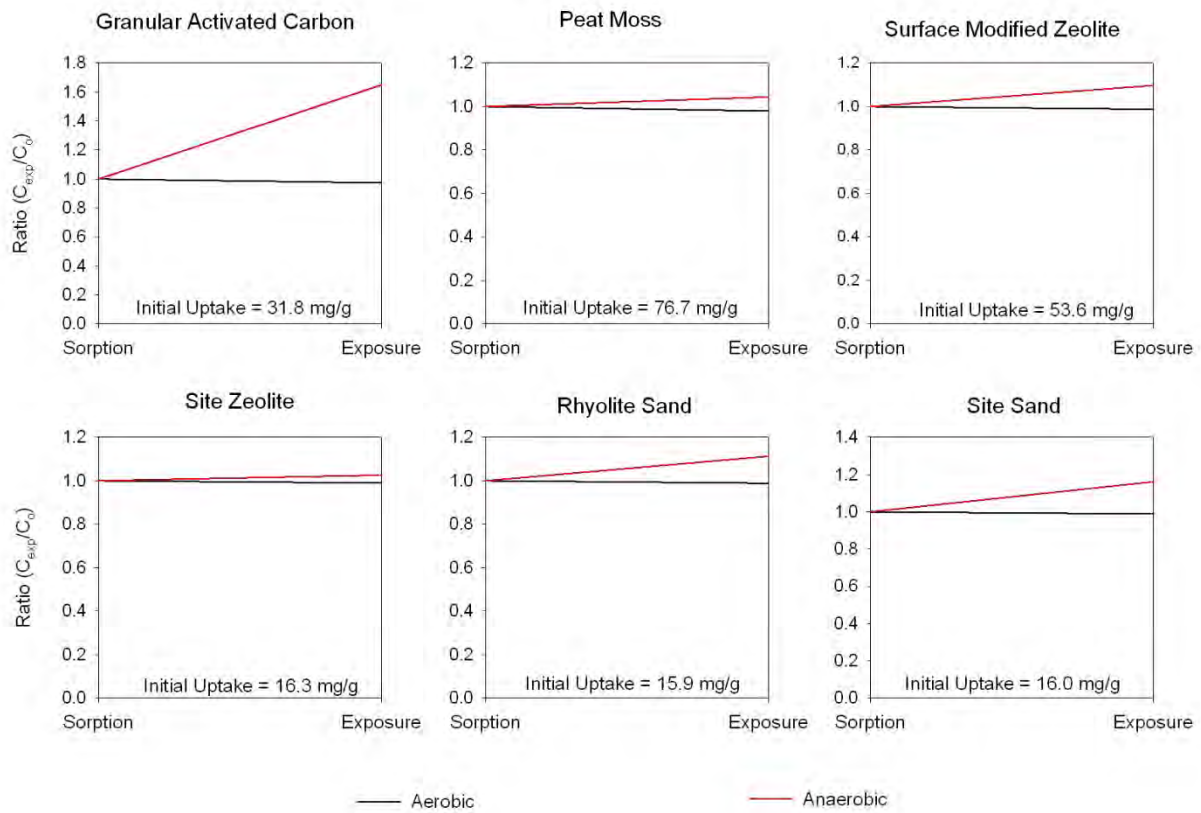 Granular Activated Carbon
Peat Moss
Surface Modified Zeolite
Ratio (C_exp/C_o)
1.8
1.6
1.4
1.2
1.0
0.8
0.6
0.4
0.2
0.0
Initial Uptake = 31.8 mg/g
Sorption
Exposure
1.2
1.0
0.8
0.6
0.4
0.2
0.0
Initial Uptake = 76.7 mg/g
Sorption
Exposure
1.2
1.0
0.8
0.6
0.4
0.2
0.0
Initial Uptake = 53.6 mg/g
Sorption
Exposure
Site Zeolite
Rhyolite Sand
Site Sand
Ratio (C_exp/C_o)
1.2
1.0
0.8
0.6
0.4
0.2
0.0
Initial Uptake = 16.3 mg/g
Sorption
Exposure
1.2
1.0
0.8
0.6
0.4
0.2
0.0
Initial Uptake = 15.9 mg/g
Sorption
Exposure
1.4
1.2
1.0
0.8
0.6
0.4
0.2
0.0
Initial Uptake = 16.0 mg/g
Sorption
Exposure
Aerobic
Anaerobic